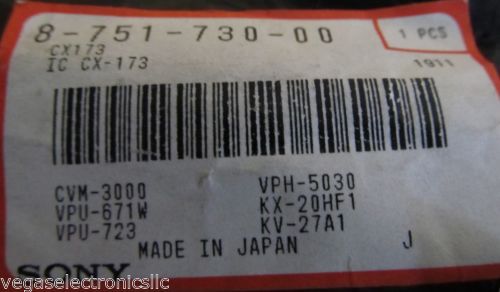 8-751-730-00
1 PCS
CX173
IC CX-173
1911
CVM-3000
VPH-5030
VPU-671W
KX-20HF1
VPU-723
KV-27A1
MADE IN JAPAN
J
SONY
vegaselectronicsllc